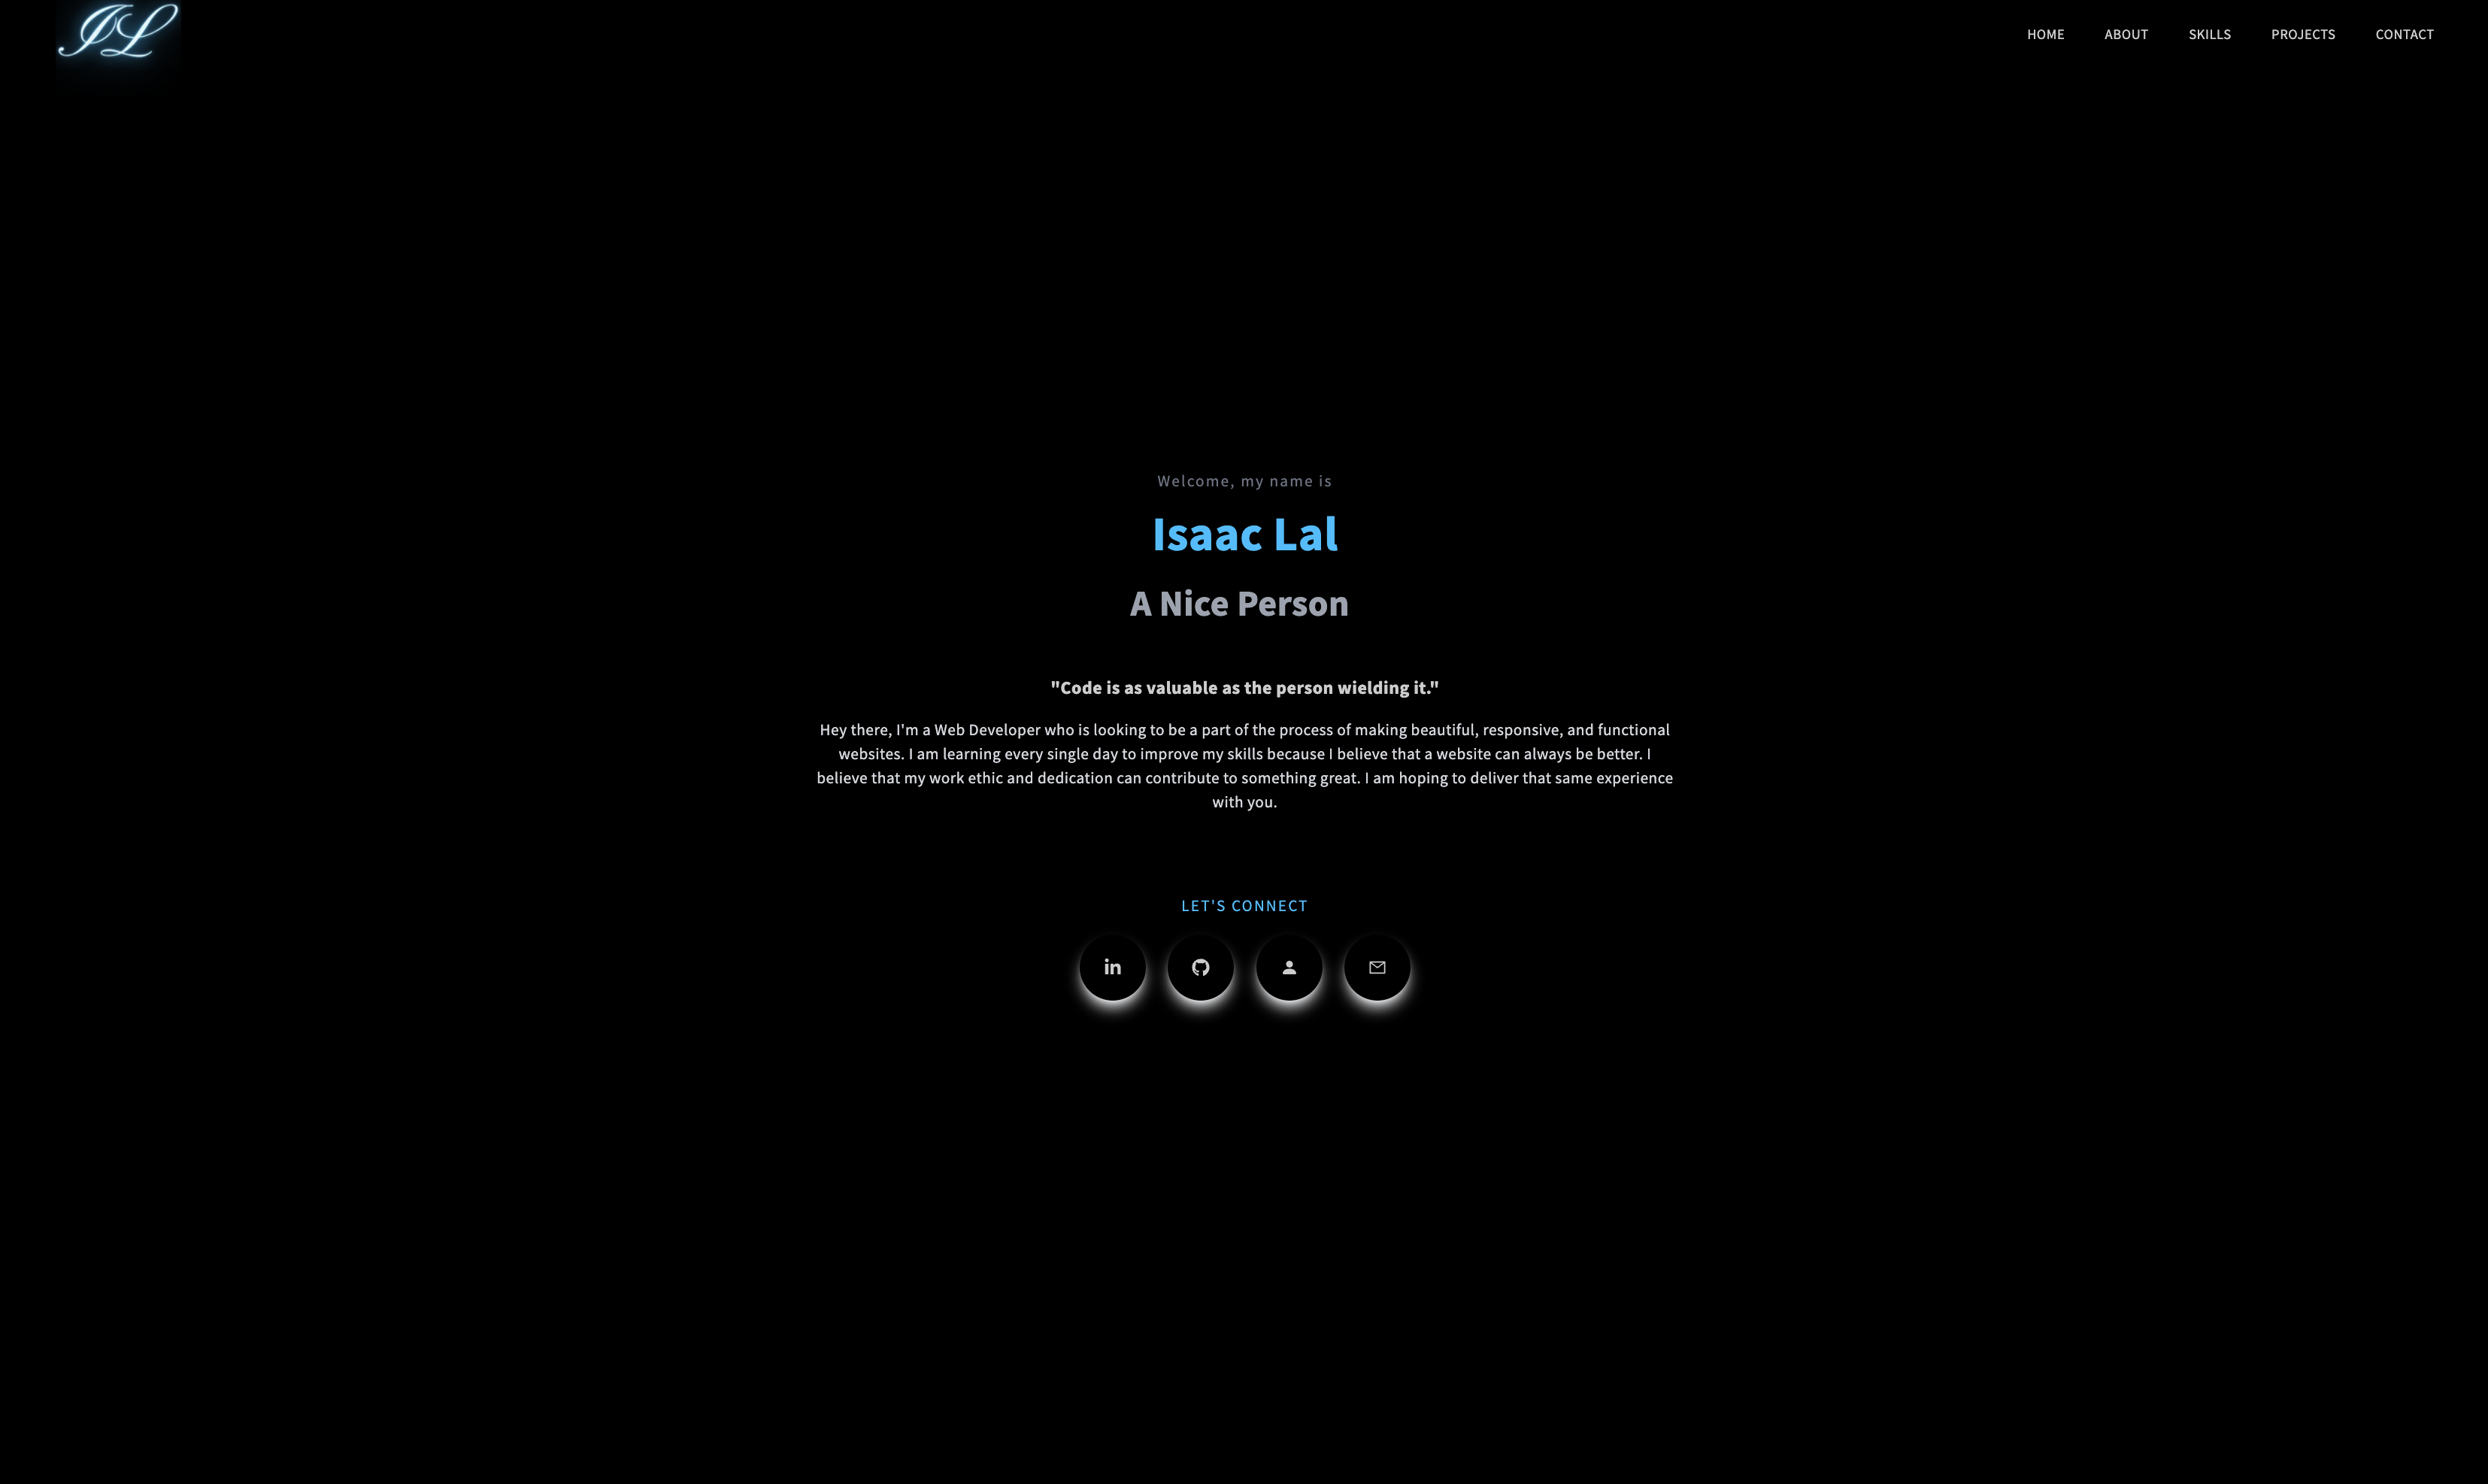 IL
HOME ABOUT SKILLS PROJECTS CONTACT
Welcome, my name is
Isaac Lal
A Nice Person
"Code is as valuable as the person wielding it."
Hey there, I'm a Web Developer who is looking to be a part of the process of making beautiful, responsive, and functional
websites. I am learning every single day to improve my skills because I believe that a website can always be better. I
believe that my work ethic and dedication can contribute to something great. I am hoping to deliver that same experience
with you.
LET'S CONNECT
in